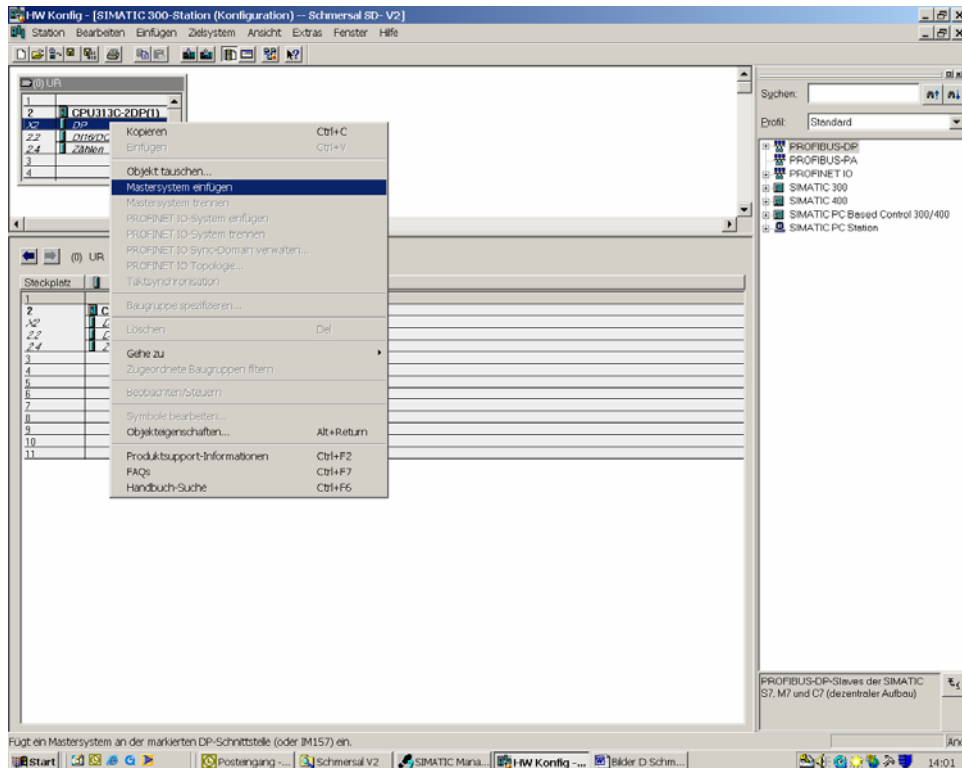 HW Konfig - [SIMATIC 300-Station (Konfiguration) -- Schmersal SD- V2]
Station Bearbeiten Einfügen Zielsystem Ansicht Extras Fenster Hilfe
(0) UR
1
2 CPU313C-2DP(1)
X2 DP
2.2 DI16/DO
2.4 Zählen
3
4
Kopieren Ctrl+C
Einfügen Ctrl+V
Objekt tauschen...
Mastersystem einfügen
Mastersystem trennen
PROFINET IO-System einfügen
PROFINET IO-System trennen
PROFINET IO Sync-Domain verwalten...
PROFINET IO Topologie...
Taktsynchronisation
Baugruppe spezifizieren...
Löschen Del
Gehe zu
Zugeordnete Baugruppen filtern
Beobachten/Steuern
Symbole bearbeiten...
Objekteigenschaften... Alt+Return
Produktsupport-Informationen Ctrl+F2
FAQs Ctrl+F7
Handbuch-Suche Ctrl+F6
(0) UR
Steckplatz
1
2 C
X2 D
2.2 D
2.4 Z
3
4
5
6
7
8
9
10
11
Suchen:
Profil: Standard
PROFIBUS-DP
PROFIBUS-PA
PROFINET IO
SIMATIC 300
SIMATIC 400
SIMATIC PC Based Control 300/400
SIMATIC PC Station
PROFIBUS-DP-Slaves der SIMATIC
S7, M7 und C7 (dezentraler Aufbau)
Fügt ein Mastersystem an der markierten DP-Schnittstelle (oder IM157) ein.
Änd
Start
Posteingang -...
Schmersal V2
SIMATIC Mana...
HW Konfig -...
Bilder D Schm...
14:01